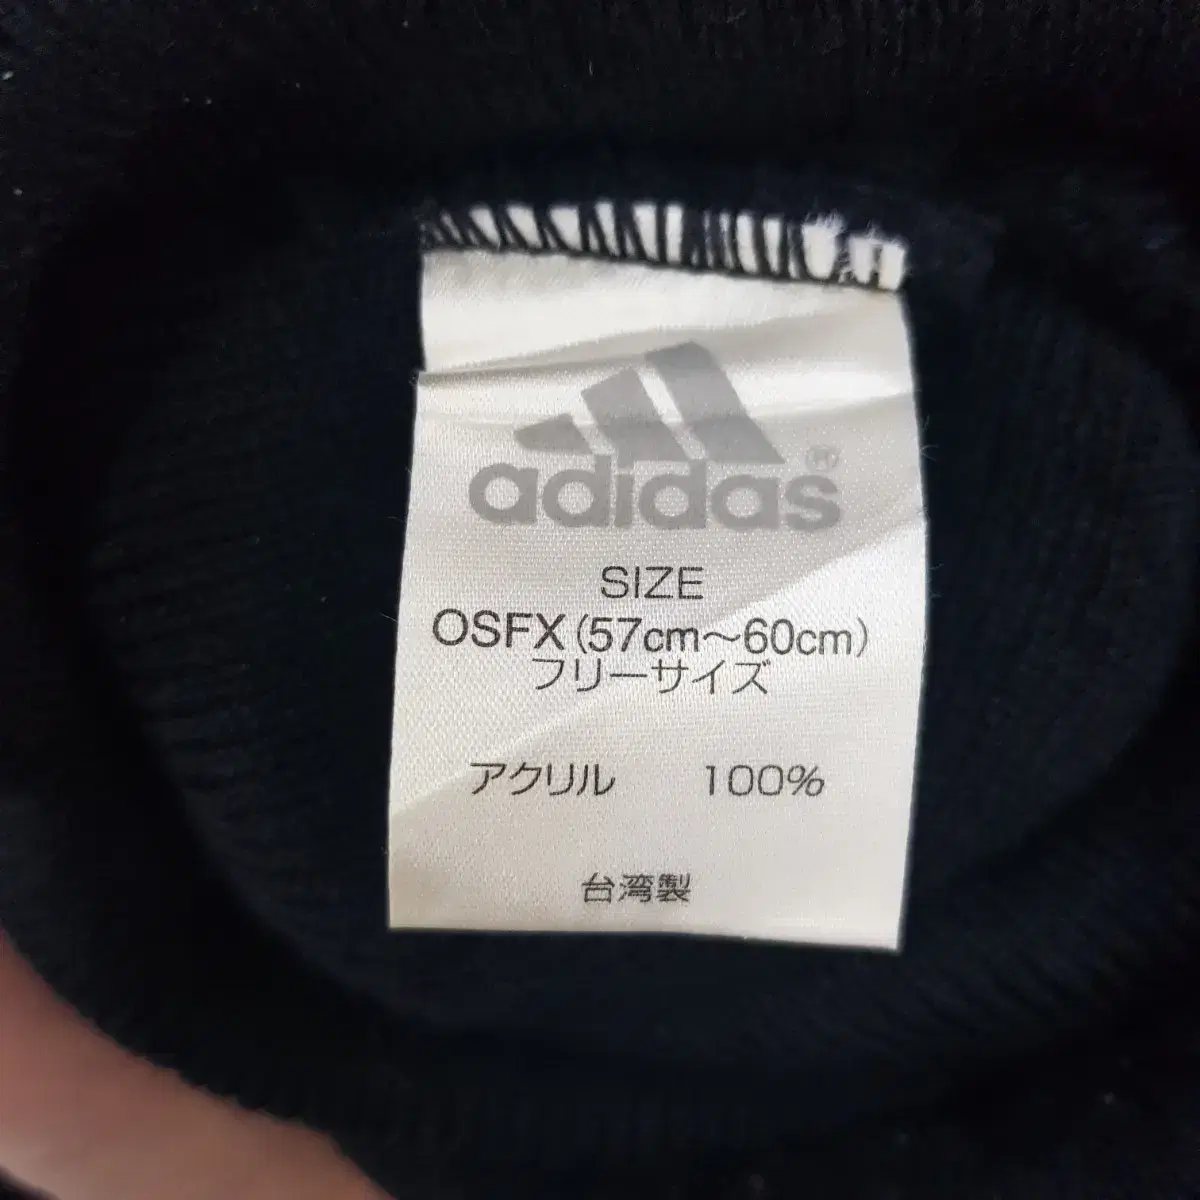 adidas®
SIZE
OSFX(57cm～60cm)
フリーサイズ
アクリル 100%
台湾製